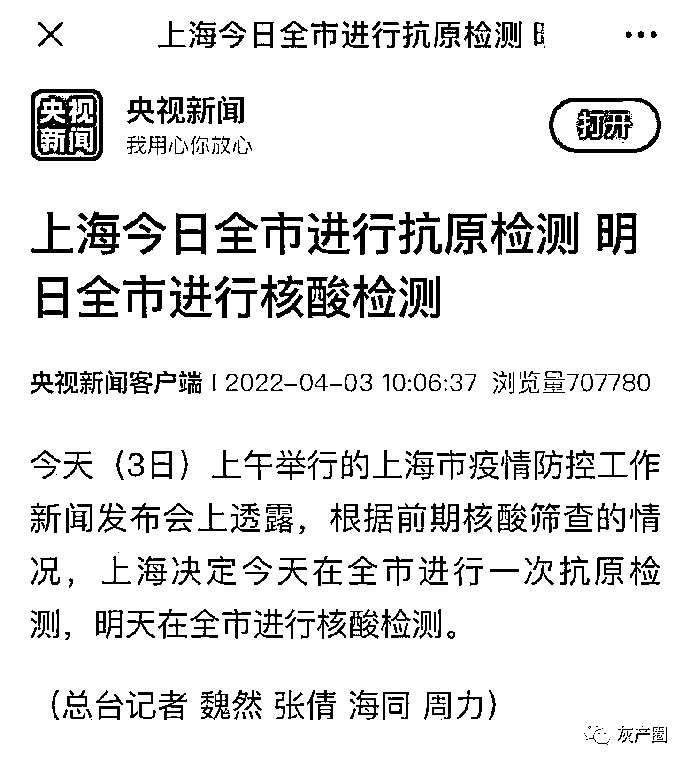 上海今日全市进行抗原检测
央视
新闻
央视新闻
我用心你放心
打开
上海今日全市进行抗原检测 明
日全市进行核酸检测
央视新闻客户端 | 2022-04-03 10:06:37 浏览量707780
今天（3日）上午举行的上海市疫情防控工作
新闻发布会上透露，根据前期核酸筛查的情
况，上海决定今天在全市进行一次抗原检
测，明天在全市进行核酸检测。
（总台记者 魏然 张倩 海同 周力）
灰产圈